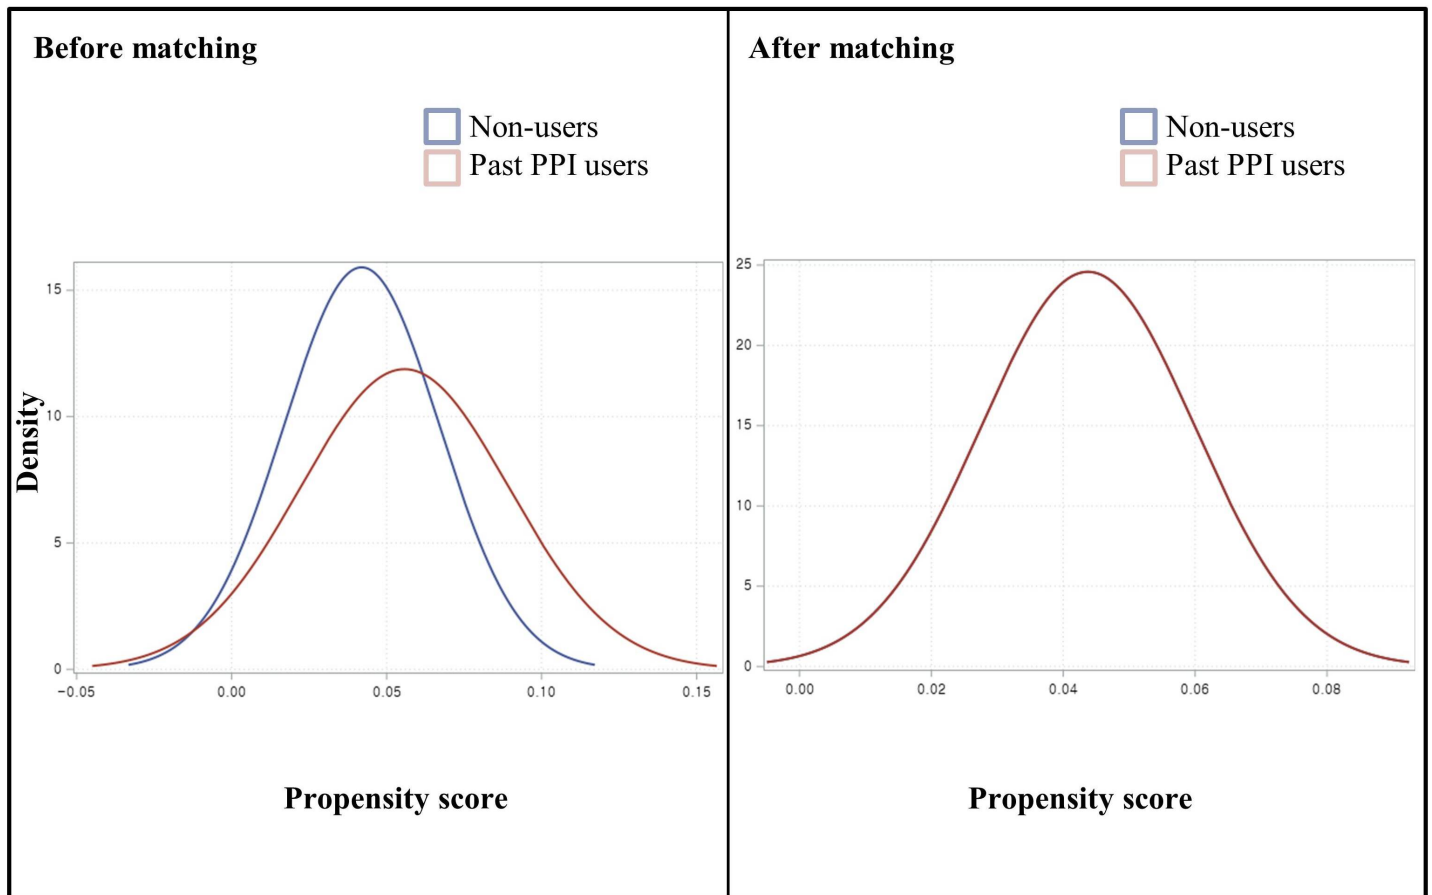 Before matching
Non-users
Past PPI users
Density
15
10
5
0
−0.05
0.00
0.05
0.10
0.15
Propensity score
After matching
Non-users
Past PPI users
25
20
15
10
5
0
0.00
0.02
0.04
0.06
0.08
Propensity score